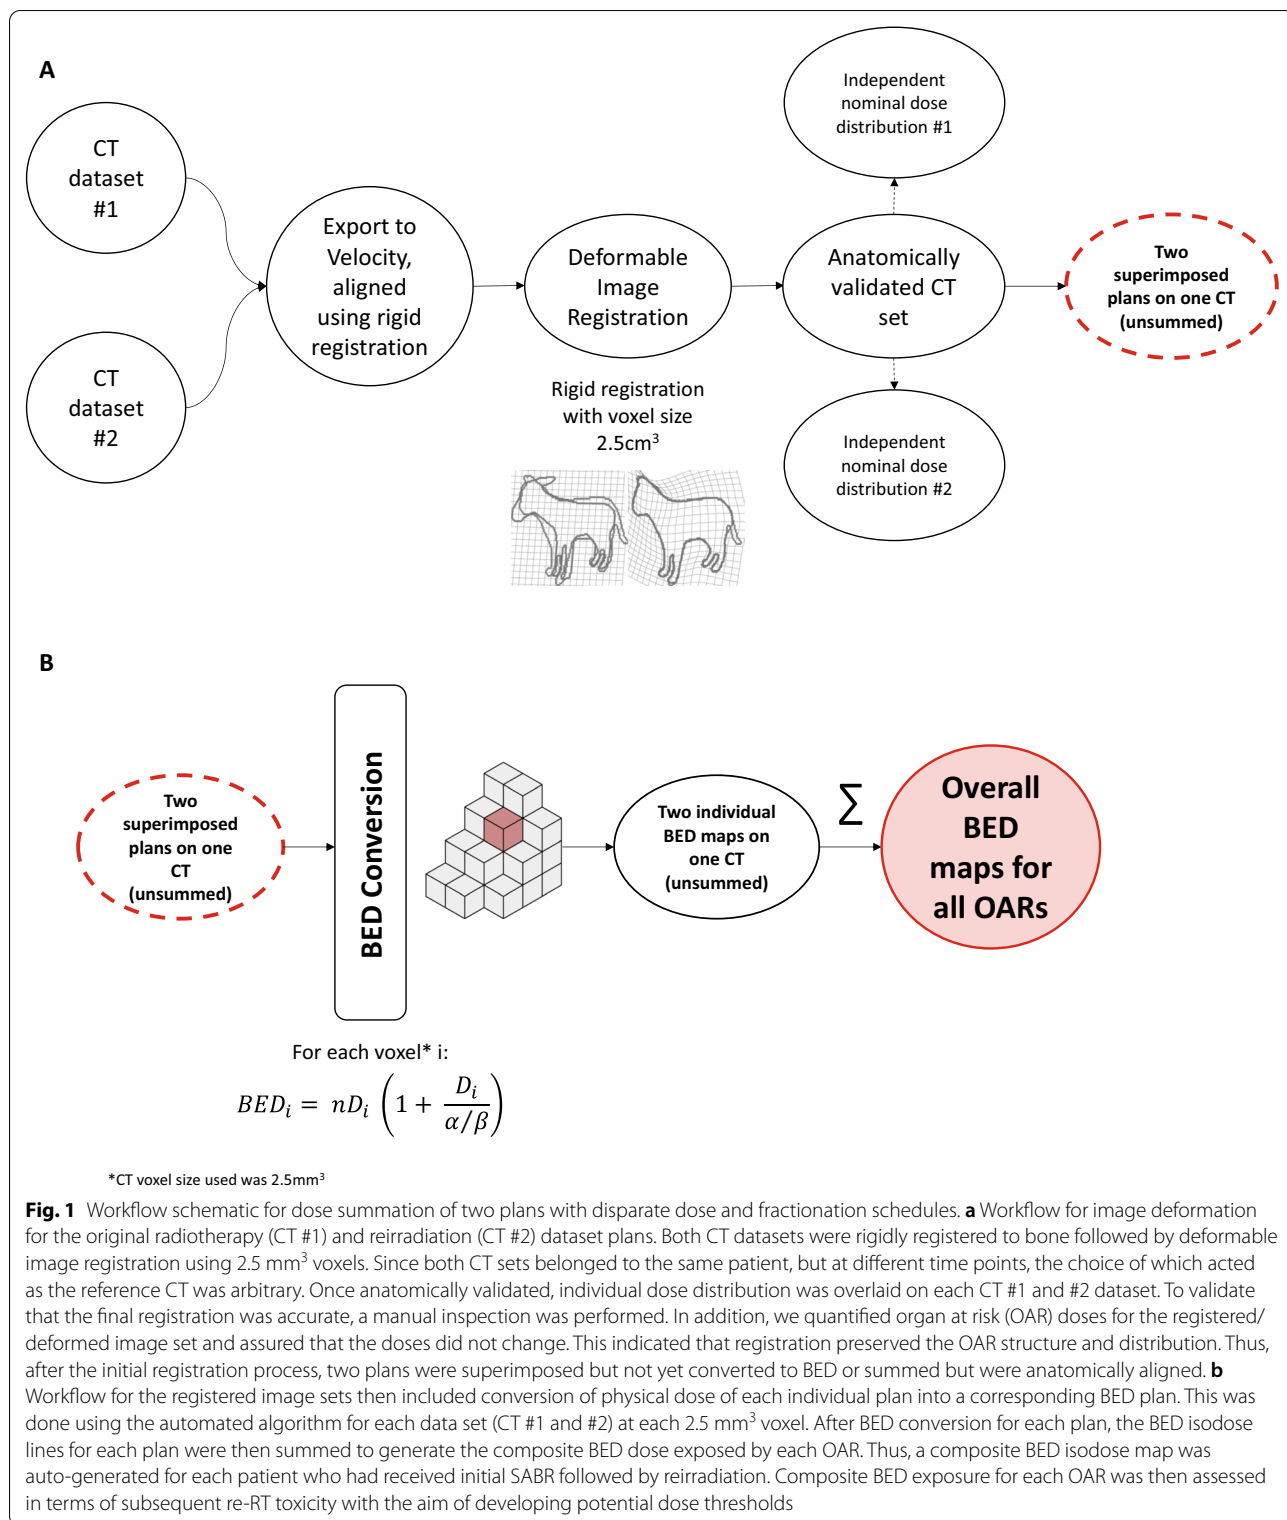 A
CT
dataset
#1
CT
dataset
#2
Export to
Velocity,
aligned
using rigid
registration
Deformable
Image
Registration
Rigid registration
with voxel size
2.5cm³
Independent
nominal dose
distribution #1
Anatomically
validated CT
set
Independent
nominal dose
distribution #2
Two
superimposed
plans on one CT
(unsummed)
B
Two
superimposed
plans on one
CT
(unsummed)
BED Conversion
Two individual
BED maps on
one CT
(unsummed)
∑
Overall
BED
maps for
all OARs
For each voxel* i:
BED_i = nD_i (1 + D_i / (α/β))
*CT voxel size used was 2.5mm³
Fig. 1 Workflow schematic for dose summation of two plans with disparate dose and fractionation schedules. a Workflow for image deformation
for the original radiotherapy (CT #1) and reirradiation (CT #2) dataset plans. Both CT datasets were rigidly registered to bone followed by deformable
image registration using 2.5 mm³ voxels. Since both CT sets belonged to the same patient, but at different time points, the choice of which acted
as the reference CT was arbitrary. Once anatomically validated, individual dose distribution was overlaid on each CT #1 and #2 dataset. To validate
that the final registration was accurate, a manual inspection was performed. In addition, we quantified organ at risk (OAR) doses for the registered/
deformed image set and assured that the doses did not change. This indicated that registration preserved the OAR structure and distribution. Thus,
after the initial registration process, two plans were superimposed but not yet converted to BED or summed but were anatomically aligned. b
Workflow for the registered image sets then included conversion of physical dose of each individual plan into a corresponding BED plan. This was
done using the automated algorithm for each data set (CT #1 and #2) at each 2.5 mm³ voxel. After BED conversion for each plan, the BED isodose
lines for each plan were then summed to generate the composite BED dose exposed by each OAR. Thus, a composite BED isodose map was
auto-generated for each patient who had received initial SABR followed by reirradiation. Composite BED exposure for each OAR was then assessed
in terms of subsequent re-RT toxicity with the aim of developing potential dose thresholds